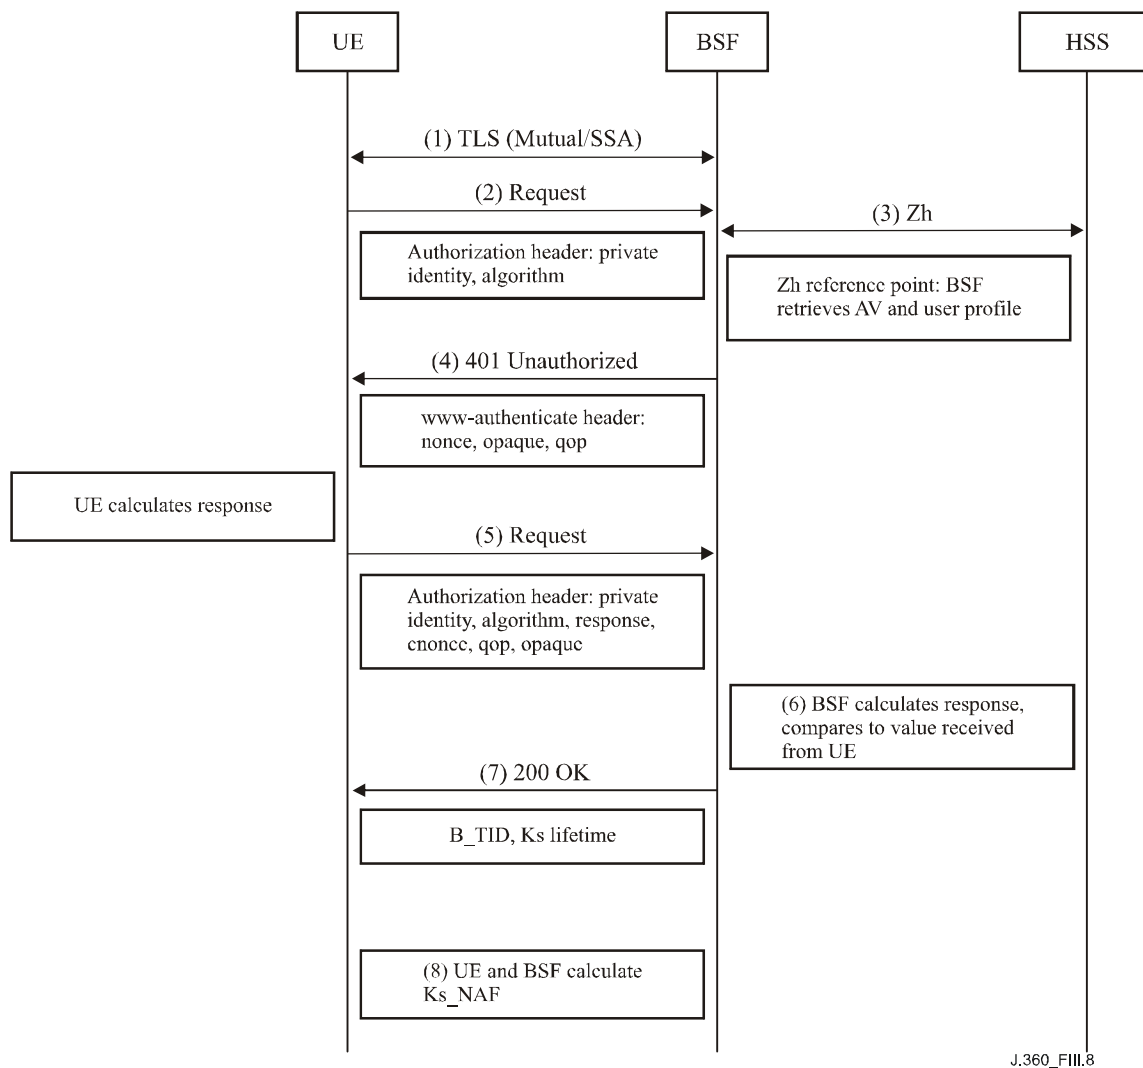 UE
BSF
HSS
(1) TLS (Mutual/SSA)
(2) Request
(3) Zh
Authorization header: private
identity, algorithm
Zh reference point: BSF
retrieves AV and user profile
(4) 401 Unauthorized
www-authenticate header:
nonce, opaque, qop
UE calculates response
(5) Request
Authorization header: private
identity, algorithm, response,
cnonce, qop, opaque
(6) BSF calculates response,
compares to value received
from UE
(7) 200 OK
B_TID, Ks lifetime
(8) UE and BSF calculate
Ks_NAF
J.360_FIII.8